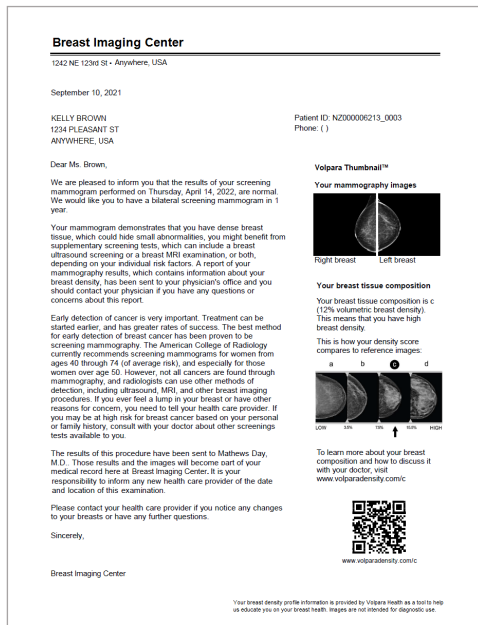 Breast Imaging Center
1242 NE 123rd St • Anywhere, USA
September 10, 2021
KELLY BROWN
1234 PLEASANT ST
ANYWHERE, USA
Patient ID: NZ000006213_0003
Phone: ( )
Dear Ms. Brown,
We are pleased to inform you that the results of your screening
mammogram performed on Thursday, April 14, 2022, are normal.
We would like you to have a bilateral screening mammogram in 1
year.
Your mammogram demonstrates that you have dense breast
tissue, which could hide small abnormalities, you might benefit from
supplementary screening tests, which can include a breast
ultrasound screening or a breast MRI examination, or both,
depending on your individual risk factors. A report of your
mammography results, which contains information about your
breast density, has been sent to your physician's office and you
should contact your physician if you have any questions or
concerns about this report.
Early detection of cancer is very important. Treatment can be
started earlier, and has greater rates of success. The best method
for early detection of breast cancer has been proven to be
screening mammography. The American College of Radiology
currently recommends screening mammograms for women from
ages 40 through 74 (of average risk), and especially for those
women over age 50. However, not all cancers are found through
mammography, and radiologists can use other methods of
detection, including ultrasound, MRI, and other breast imaging
procedures. If you ever feel a lump in your breast or have other
reasons for concern, you need to tell your health care provider. If
you may be at high risk for breast cancer based on your personal
or family history, consult with your doctor about other screenings
tests available to you.
The results of this procedure have been sent to Mathews Day,
M.D.. Those results and the images will become part of your
medical record here at Breast Imaging Center. It is your
responsibility to inform any new health care provider of the date
and location of this examination.
Please contact your health care provider if you notice any changes
to your breasts or have any further questions.
Sincerely,
Breast Imaging Center
Volpara Thumbnail™
Your mammography images
Right breast Left breast
Your breast tissue composition
Your breast tissue composition is c
(12% volumetric breast density).
This means that you have high
breast density.
This is how your density score
compares to reference images:
a b c d
LOW 3.5% 7.5% 15.5% HIGH
To learn more about your breast
composition and how to discuss it
with your doctor, visit
www.volparadensity.com/c
www.volparadensity.com/c
Your breast density profile information is provided by Volpara Health as a tool to help
us educate you on your breast health. Images are not intended for diagnostic use.